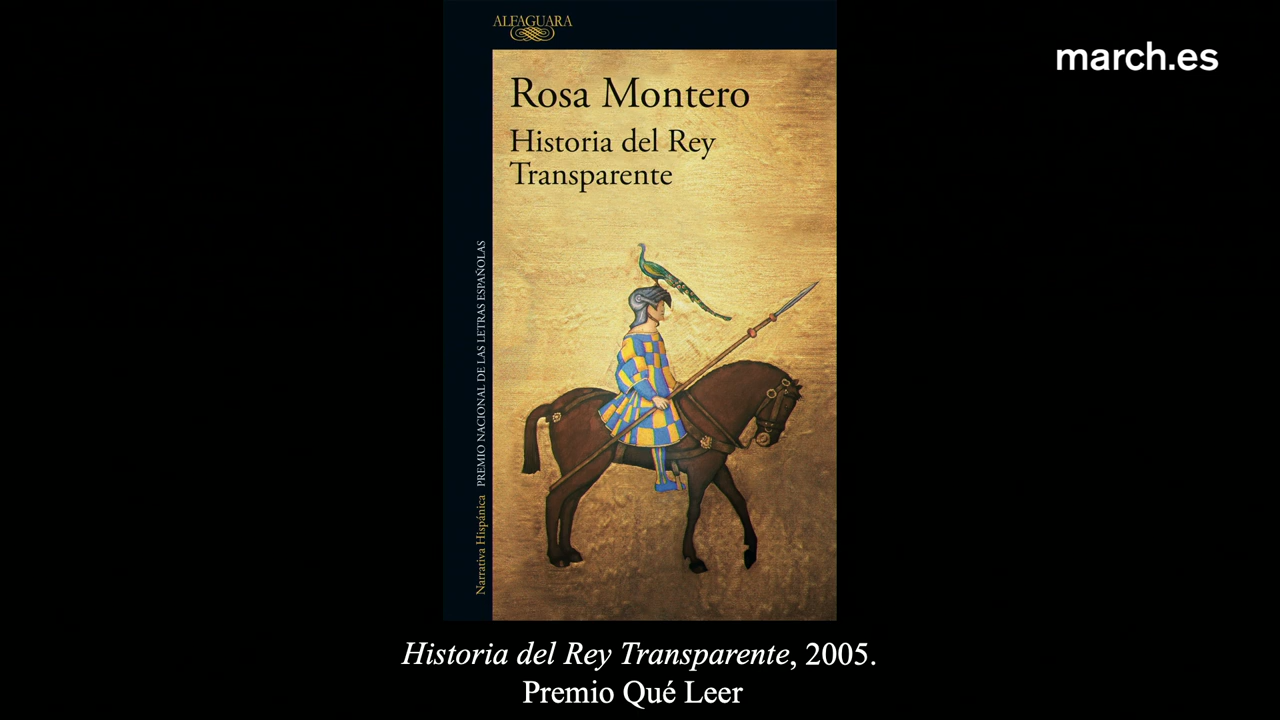 ALFAGUARA
march.es
Rosa Montero
Historia del Rey
Transparente
Narrativa Hispánica PREMIO NACIONAL DE LAS LETRAS ESPAÑOLAS
Historia del Rey Transparente, 2005.
Premio Qué Leer